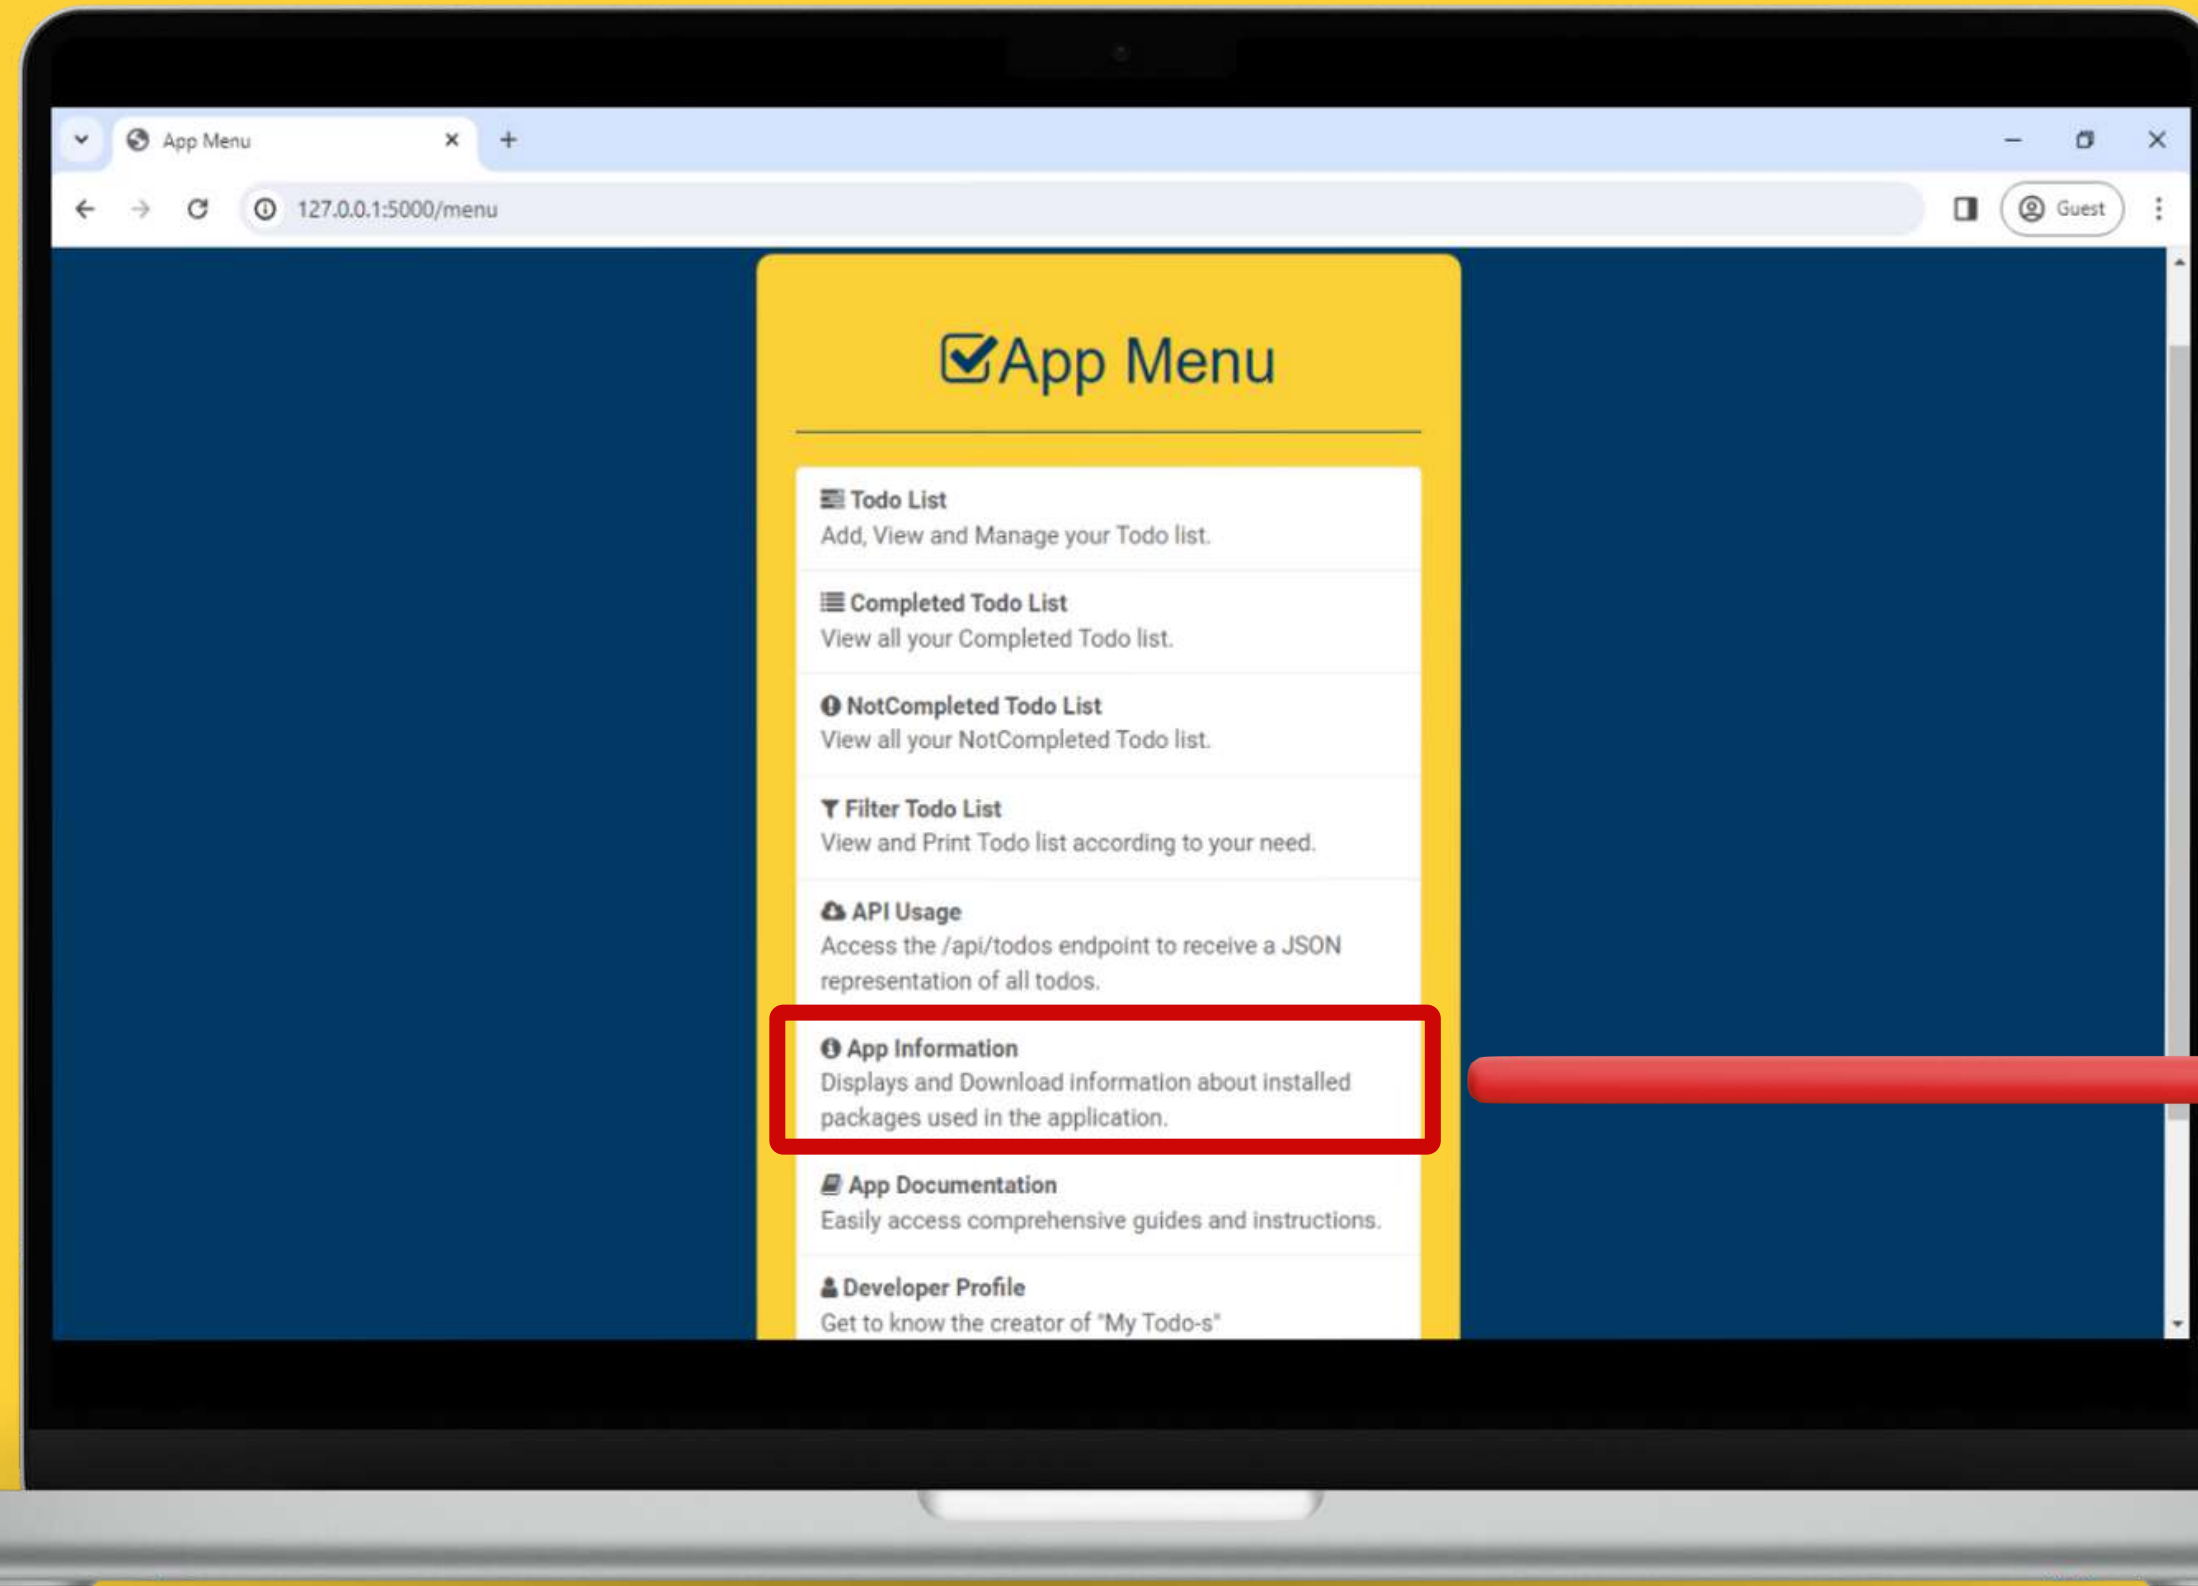 App Menu
127.0.0.1:5000/menu
Guest
App Menu
Todo List
Add, View and Manage your Todo list.
Completed Todo List
View all your Completed Todo list.
NotCompleted Todo List
View all your NotCompleted Todo list.
Filter Todo List
View and Print Todo list according to your need.
API Usage
Access the /api/todos endpoint to receive a JSON
representation of all todos.
App Information
Displays and Download information about installed
packages used in the application.
App Documentation
Easily access comprehensive guides and instructions.
Developer Profile
Get to know the creator of "My Todo-s"